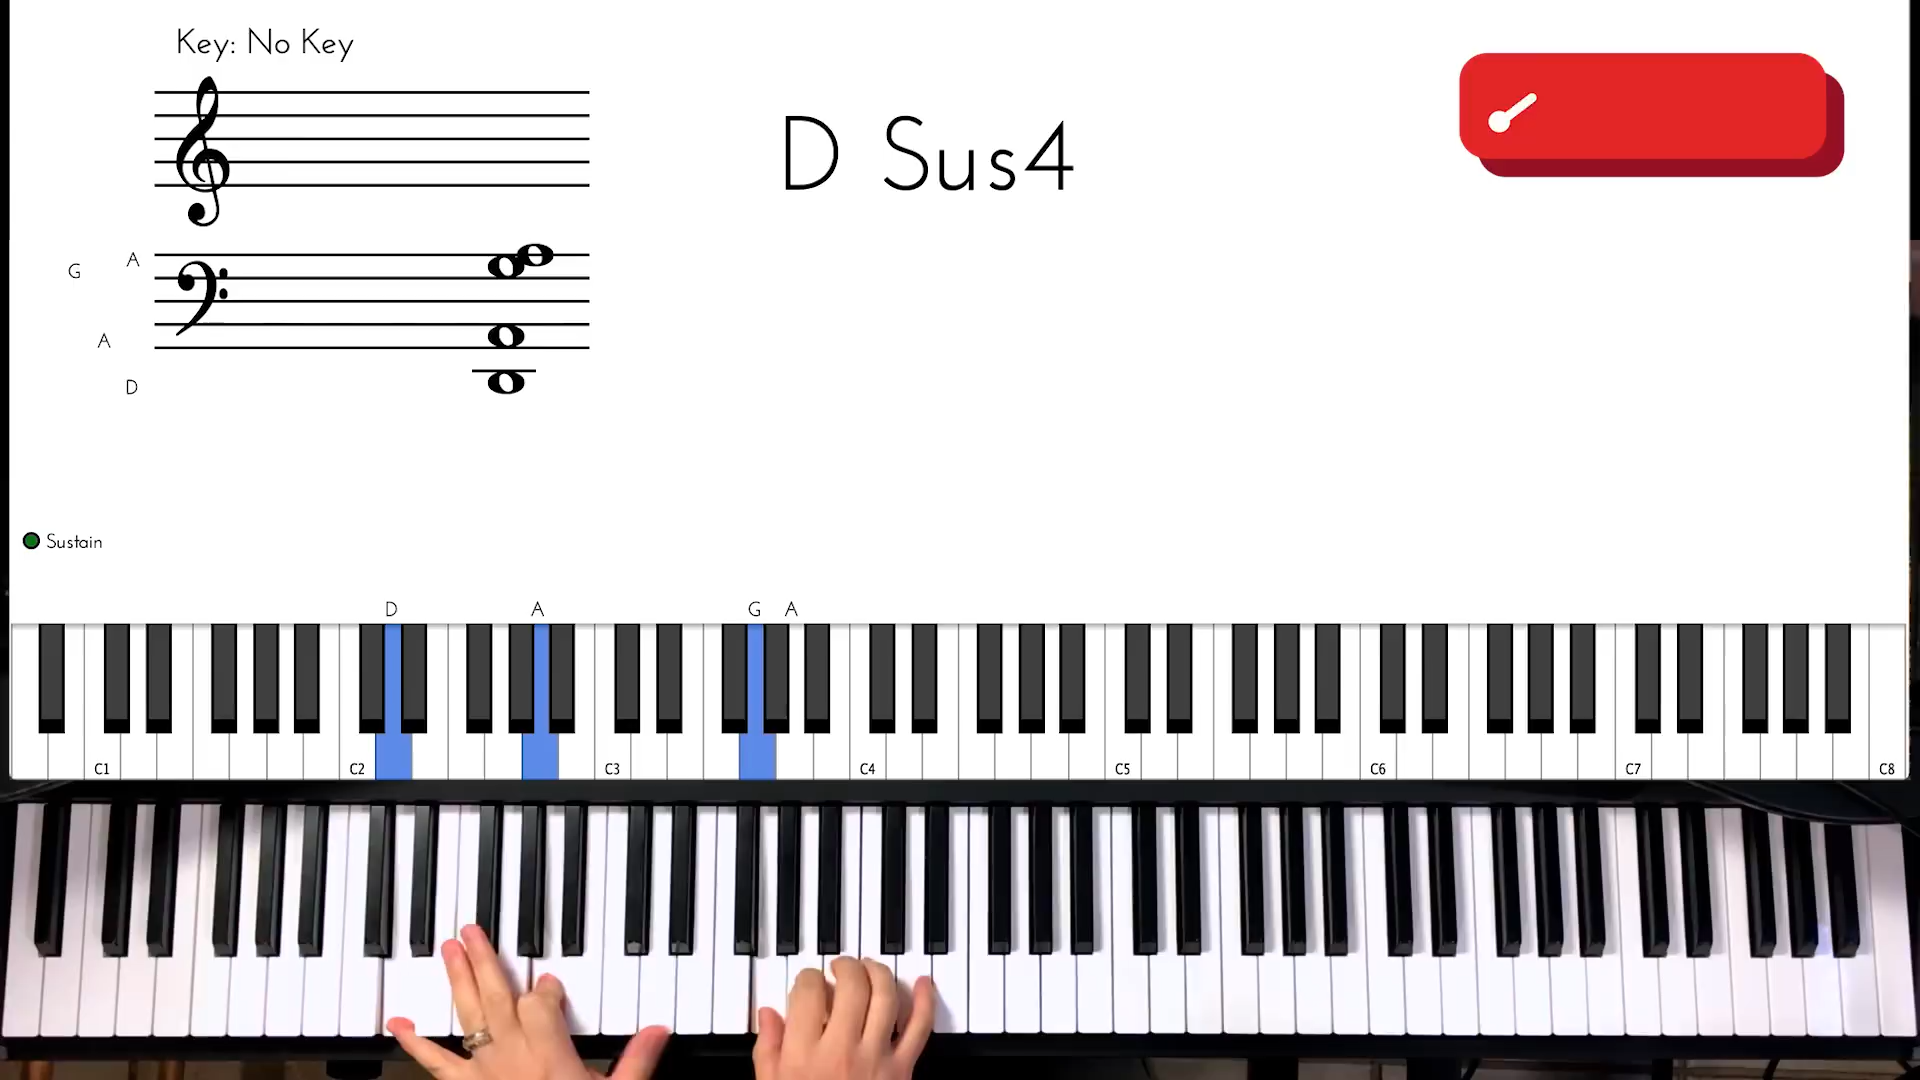 Key: No Key
D Sus4
G A
A
D
Sustain
D A G A
C1 C2 C3 C4 C5 C6 C7 C8